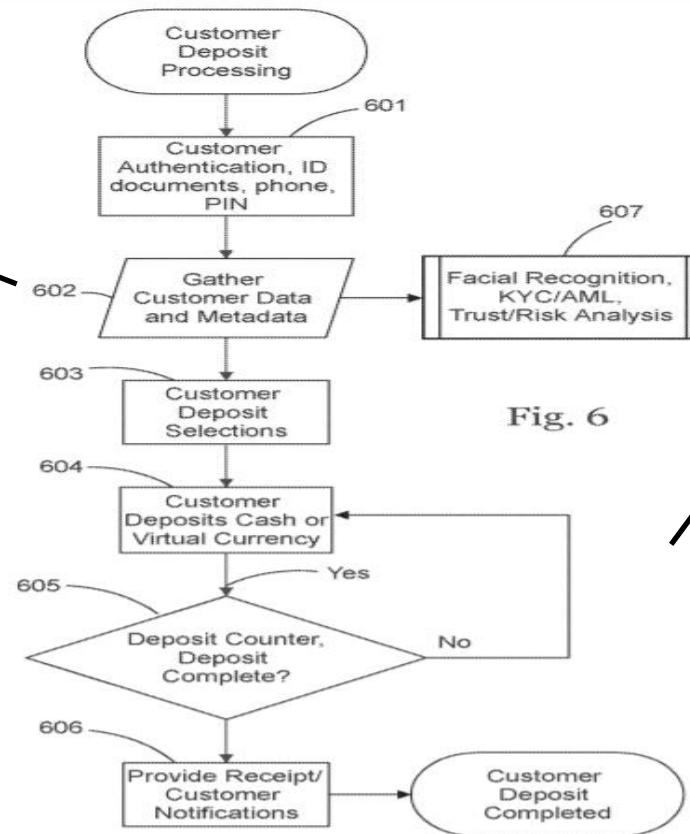 Customer
Deposit
Processing
601
Customer
Authentication, ID
documents, phone,
PIN
607
602
Gather
Customer Data
and Metadata
Facial Recognition,
KYC/AML,
Trust/Risk Analysis
603
Customer
Deposit
Selections
Fig. 6
604
Customer
Deposits Cash or
Virtual Currency
Yes
605
Deposit Counter,
Deposit
Complete?
No
606
Provide Receipt/
Customer
Notifications
Customer
Deposit
Completed